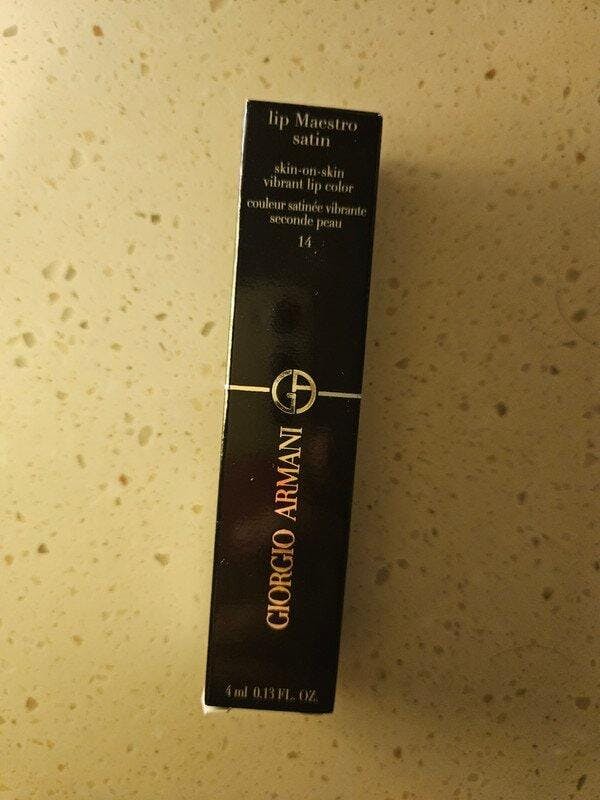 lip Maestro
satin
skin-on-skin
vibrant lip color
couleur satinée vibrante
seconde peau
14
GA
GIORGIO ARMANI
4 ml 0.13 FL. OZ.